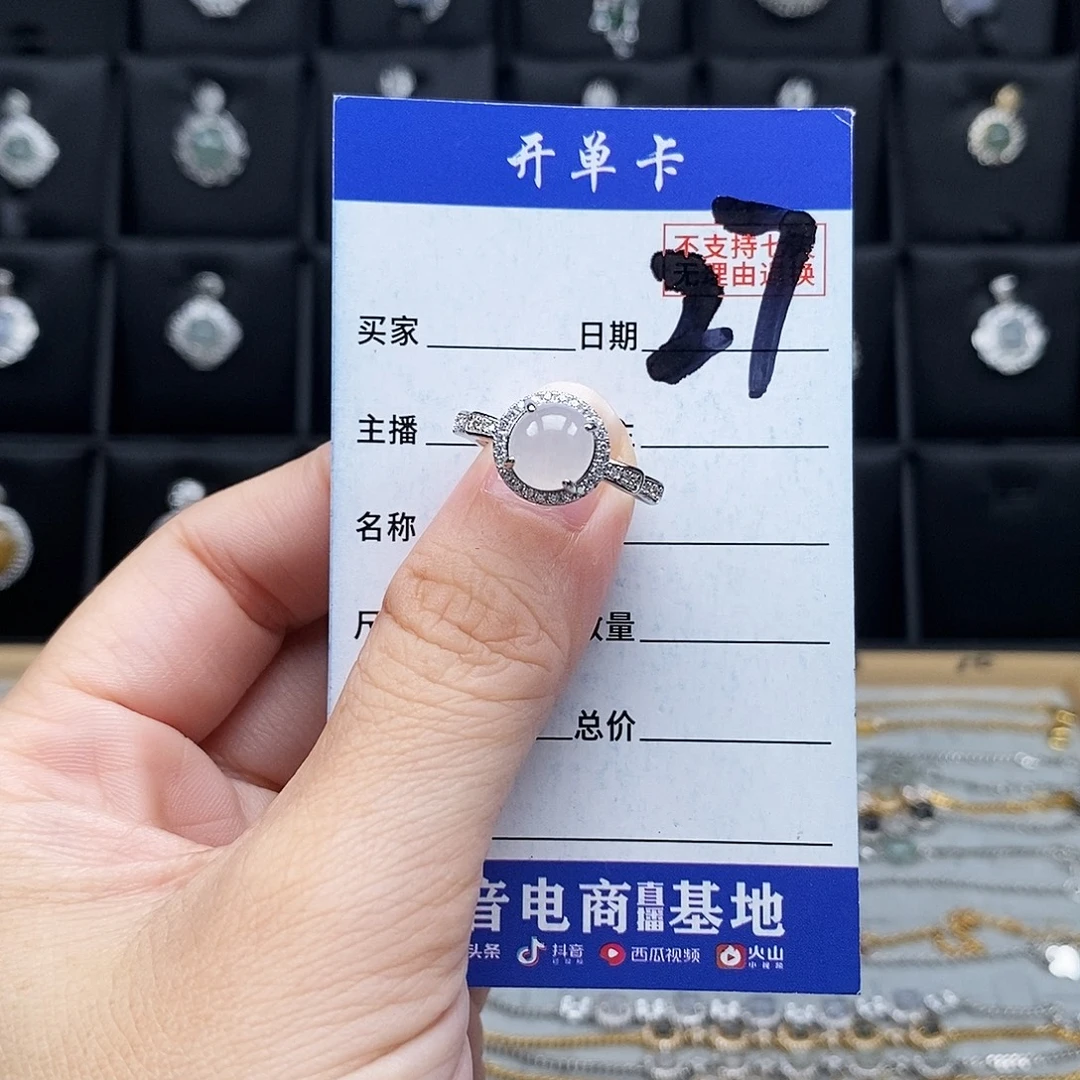 开单卡
27
不支持七
无理由退换
买家 日期
主播
名称
数量
总价
音电商直播基地
头条 抖音 西瓜视频 火山